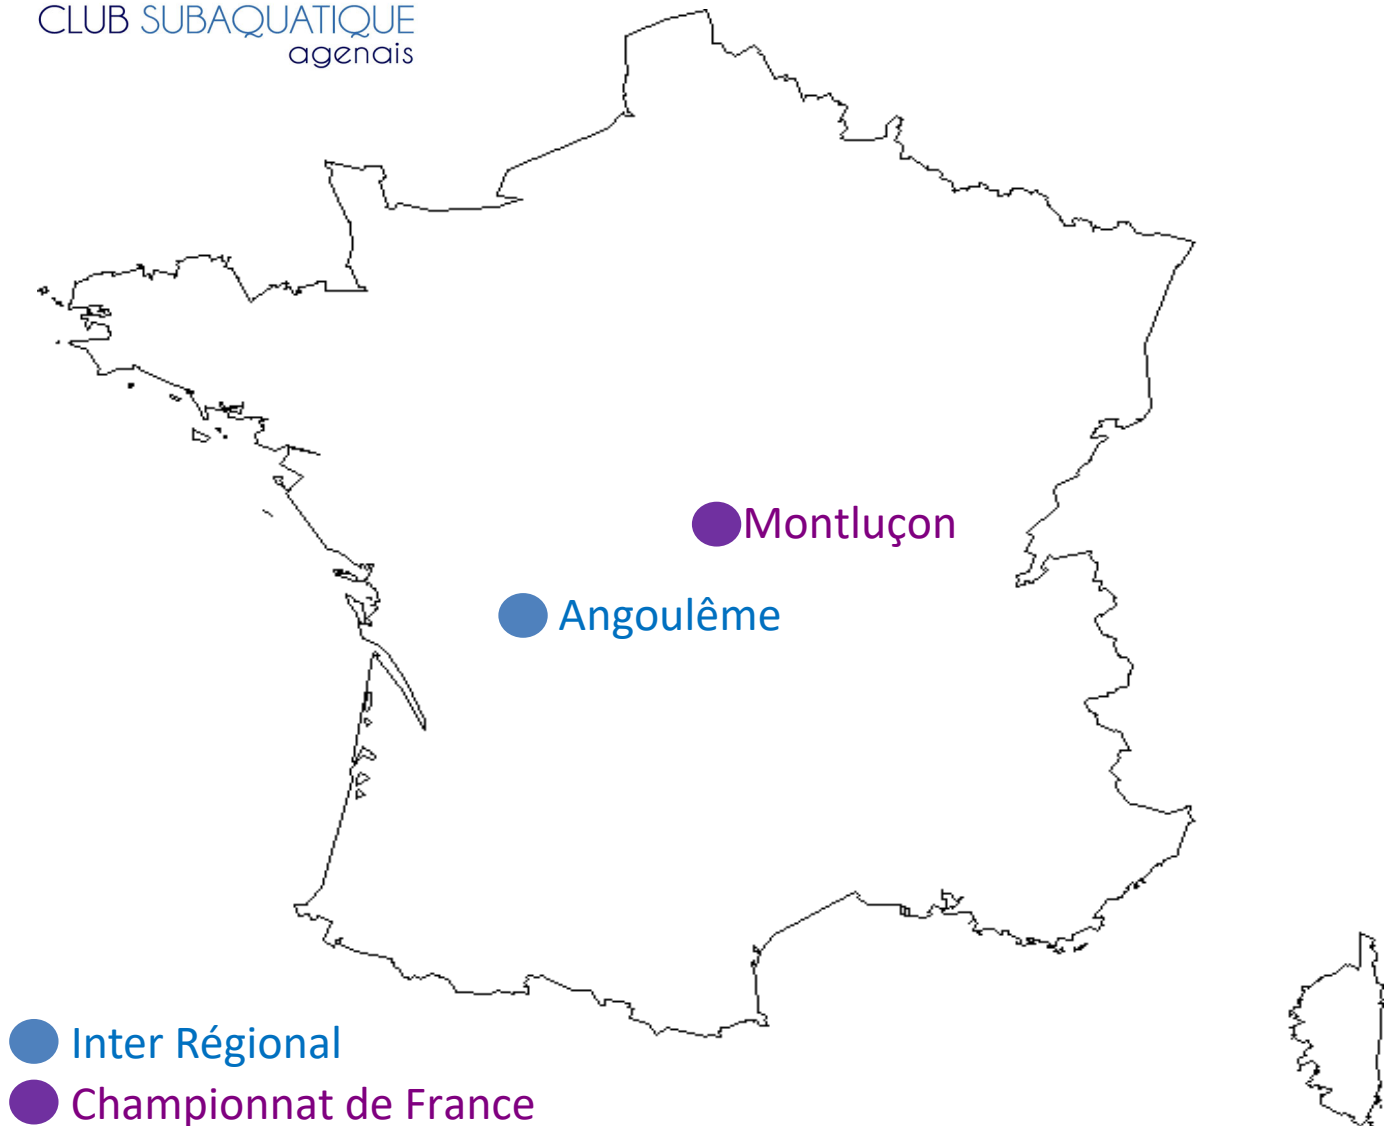 CLUB SUBAQUATIQUE
agenais
Montluçon
Angoulême
Inter Régional
Championnat de France